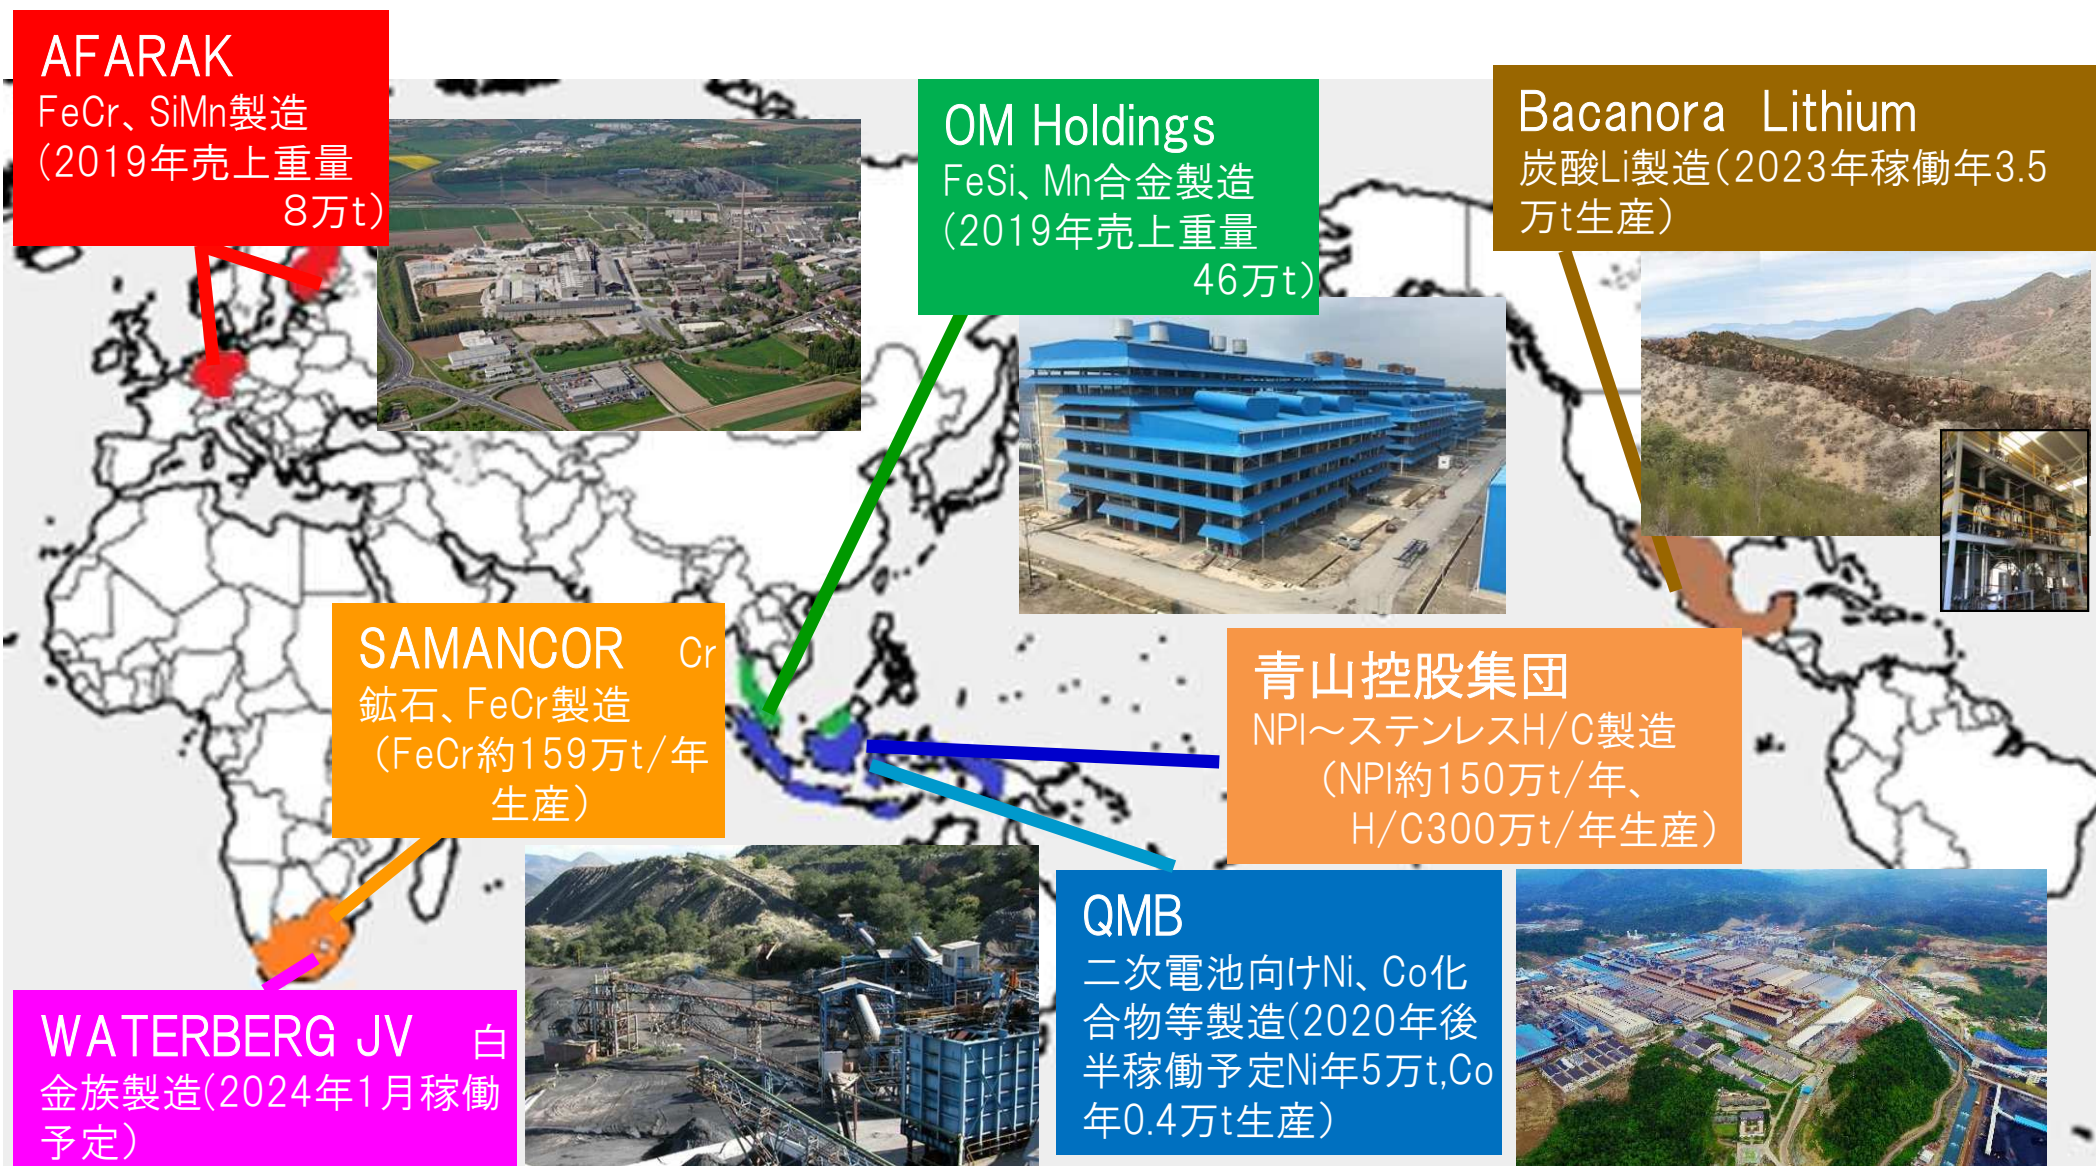 AFARAK
FeCr、SiMn製造
(2019年売上重量
8万t)
OM Holdings
FeSi、Mn合金製造
(2019年売上重量
46万t)
Bacanora　Lithium
炭酸Li製造(2023年稼働年3.5
万t生産)
SAMANCOR　Cr
鉱石、FeCr製造
(FeCr約159万t/年
生産)
青山控股集団
NPI～ステンレスH/C製造
(NPI約150万t/年、
H/C300万t/年生産)
WATERBERG JV　白
金族製造(2024年1月稼働
予定)
QMB
二次電池向けNi、Co化
合物等製造(2020年後
半稼働予定Ni年5万t,Co
年0.4万t生産)